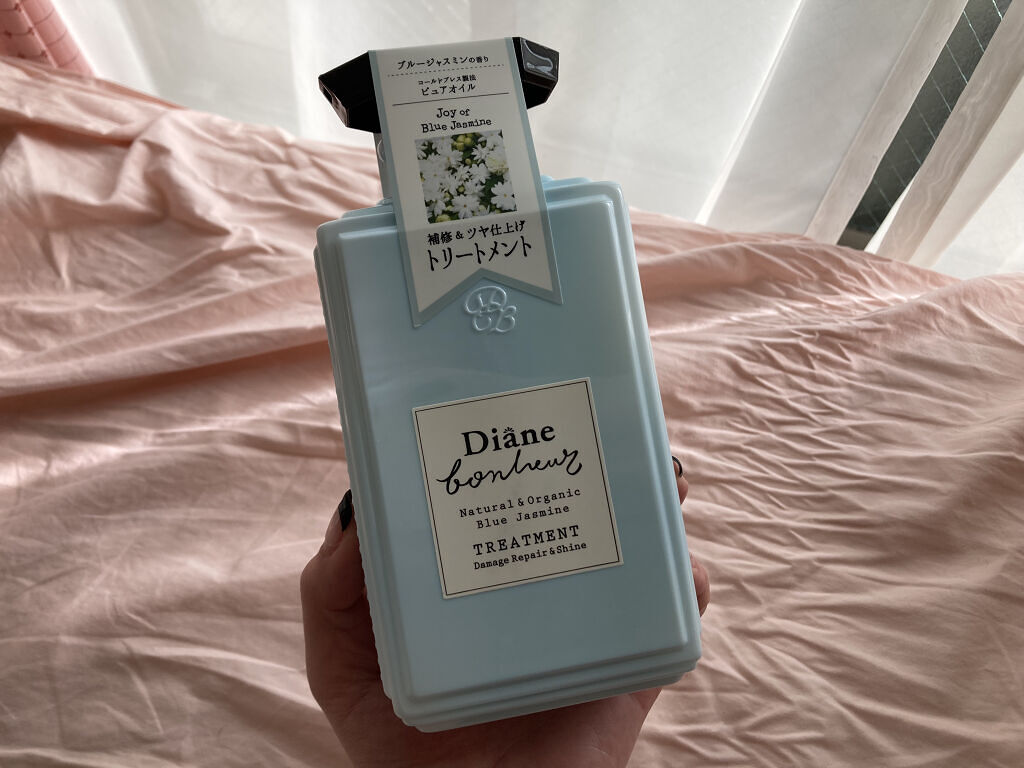 ブルージャスミンの香り
コールドプレス製法
ピュアオイル
Joy of
Blue Jasmine
補修＆ツヤ仕上げ
トリートメント
Diane
bonheur
Natural & Organic
Blue Jasmine
TREATMENT
Damage Repair & Shine